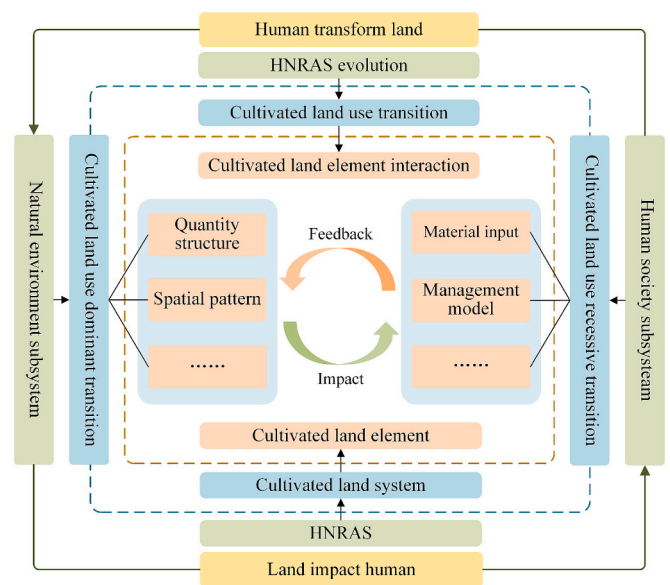 Human transform land
HNRAS evolution
Cultivated land use transition
Cultivated land element interaction
Natural environment subsystem
Cultivated land use dominant transition
Quantity
structure
Spatial pattern
......
Feedback
Impact
Material input
Management
model
......
Cultivated land use recessive transition
Human society subsysteam
Cultivated land element
Cultivated land system
HNRAS
Land impact human